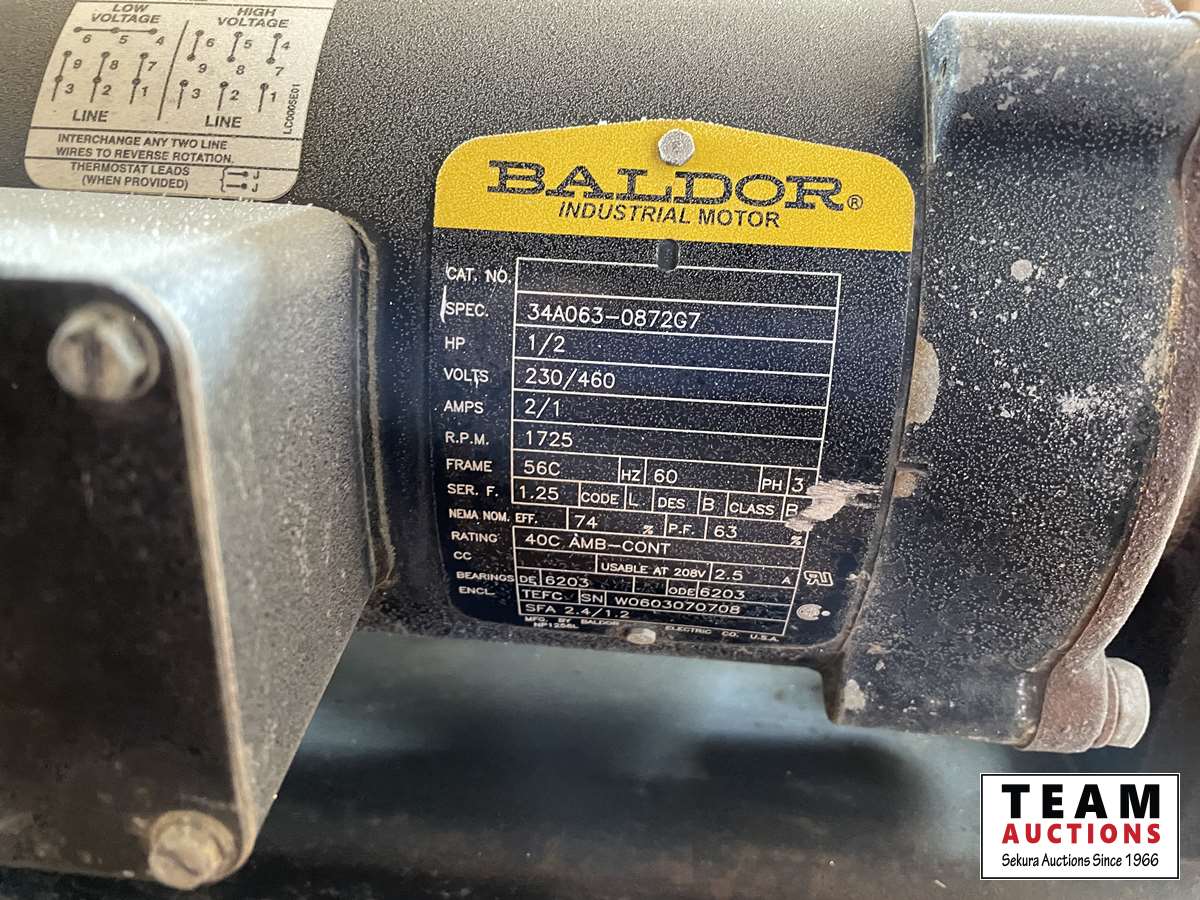 LOW VOLTAGE
HIGH VOLTAGE
6 5 4
6 5 4
9 8 7
9 8 7
3 2 1
3 2 1
LINE
LINE
LC0005E01
INTERCHANGE ANY TWO LINE
WIRES TO REVERSE ROTATION.
THERMOSTAT LEADS J
(WHEN PROVIDED) J
BALDOR®
INDUSTRIAL MOTOR
CAT. NO.
SPEC. 34A063-0872G7
HP 1/2
VOLTS 230/460
AMPS 2/1
R.P.M. 1725
FRAME 56C HZ 60 PH 3
SER. F. 1.25 CODE L DES B CLASS B
NEMA NOM. EFF. 74 % P.F. 63 %
RATING 40C AMB-CONT
CC USABLE AT 208V 2.5 A
BEARINGS DE 6203 ODE 6203
ENCL. TEFC SN W0603070708
SFA 2.4/1.2
MFG. BY BALDOR ELECTRIC CO. U.S.A.
NP1256L
TEAM
AUCTIONS
Sekura Auctions Since 1966